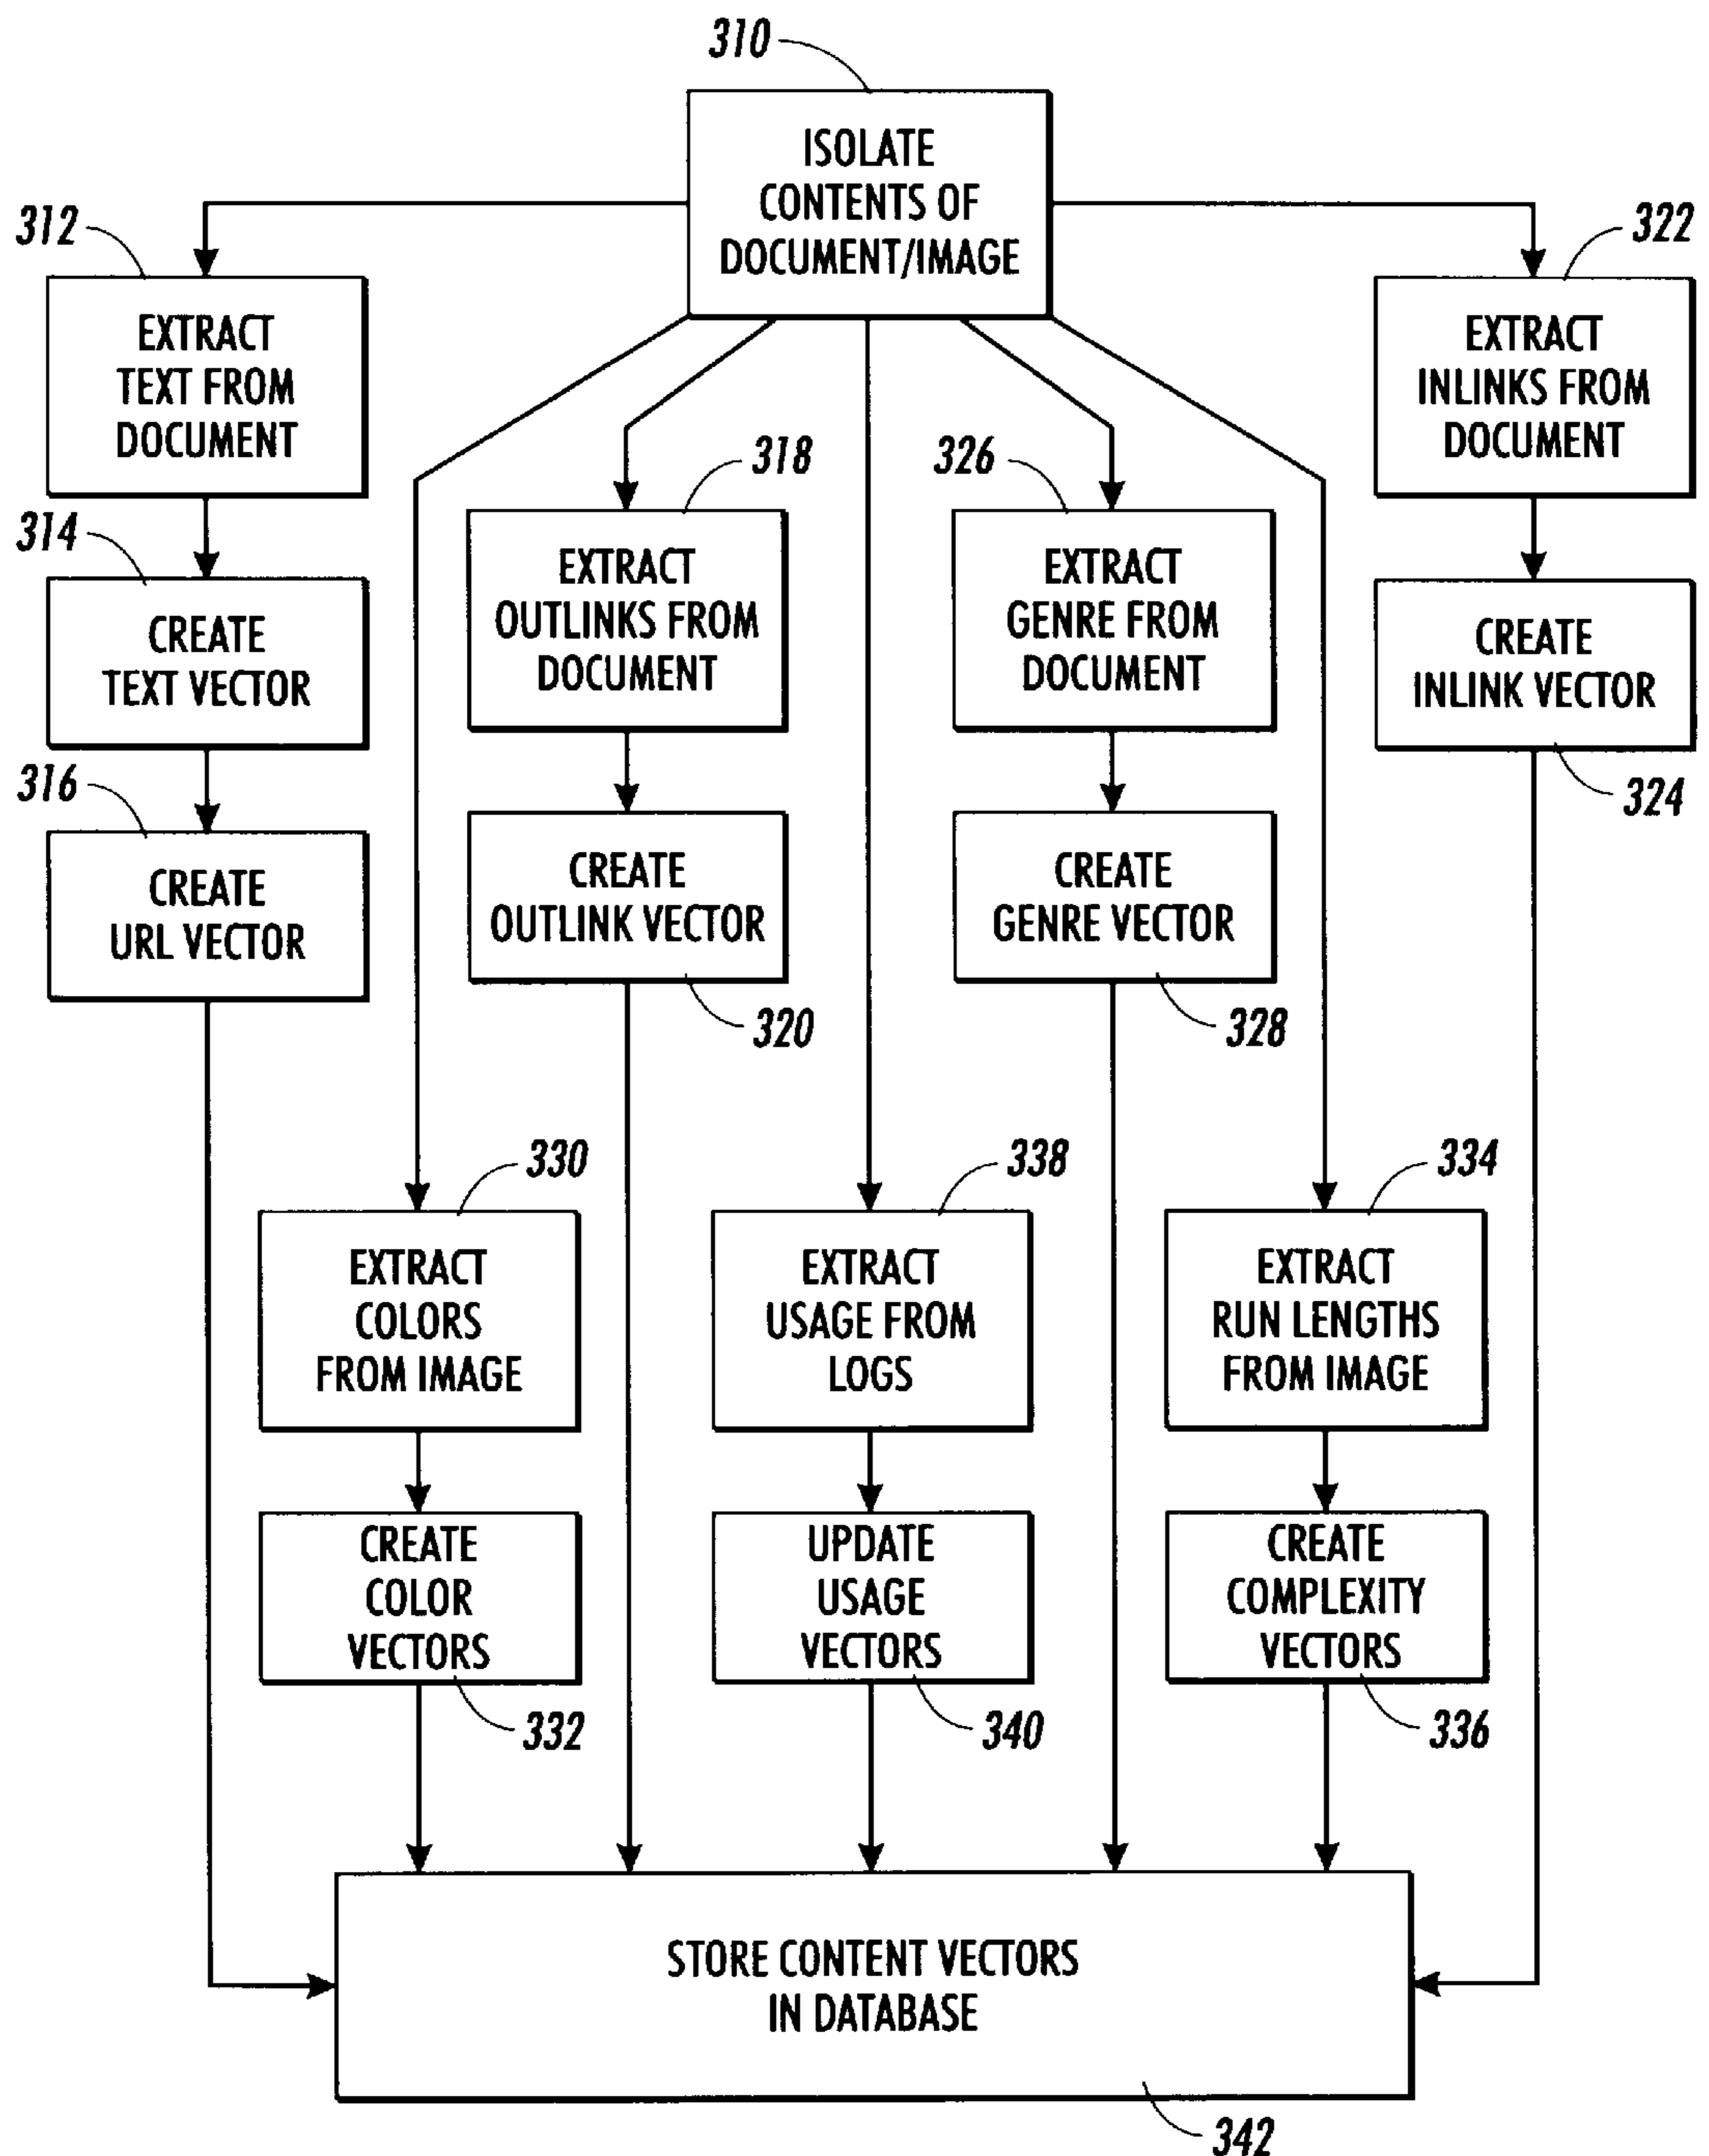 310
ISOLATE
CONTENTS OF
DOCUMENT/IMAGE
312
EXTRACT
TEXT FROM
DOCUMENT
322
EXTRACT
INLINKS FROM
DOCUMENT
318
EXTRACT
OUTLINKS FROM
DOCUMENT
326
EXTRACT
GENRE FROM
DOCUMENT
314
CREATE
TEXT VECTOR
CREATE
INLINK VECTOR
324
316
CREATE
URL VECTOR
CREATE
OUTLINK VECTOR
320
CREATE
GENRE VECTOR
328
330
EXTRACT
COLORS
FROM IMAGE
338
EXTRACT
USAGE FROM
LOGS
334
EXTRACT
RUN LENGTHS
FROM IMAGE
CREATE
COLOR
VECTORS
332
UPDATE
USAGE
VECTORS
340
CREATE
COMPLEXITY
VECTORS
336
STORE CONTENT VECTORS
IN DATABASE
342